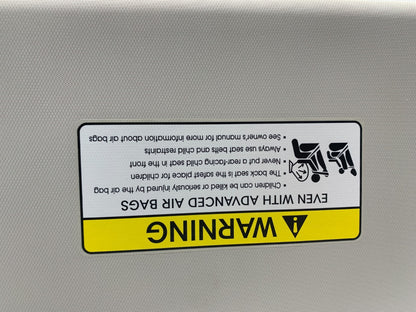 WARNING
EVEN WITH ADVANCED AIR BAGS
• Children can be killed or seriously injured by the air bag
• The back seat is the safest place for children
• Never put a rear-facing child seat in the front
• Always use seat belts and child restraints
• See owner's manual for more information about air bags